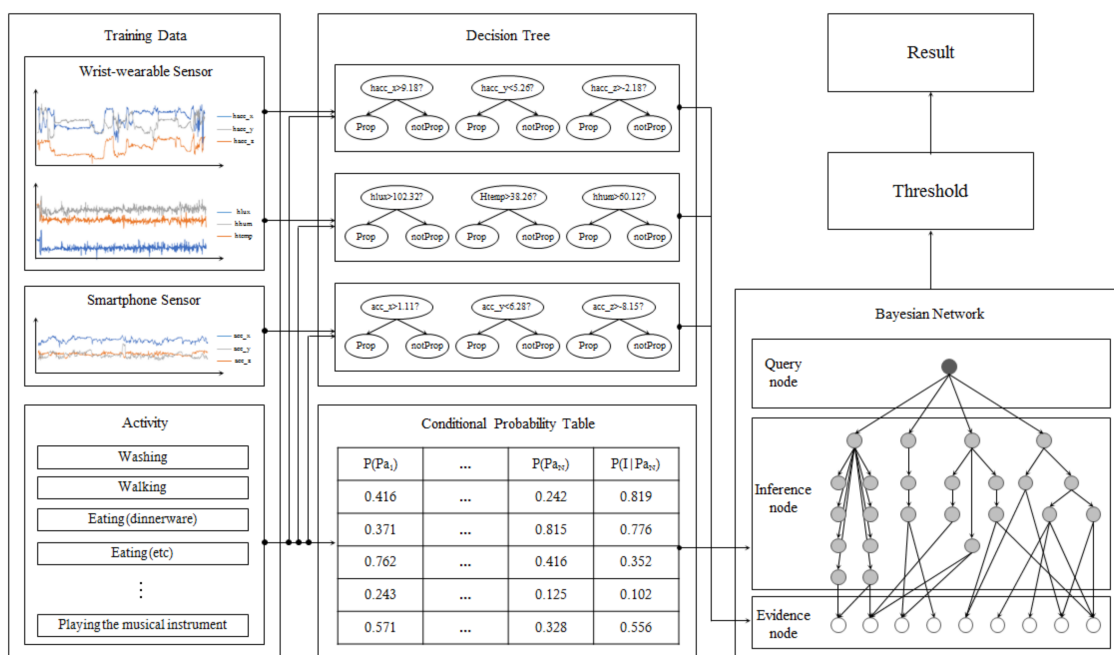 Training Data
Wrist-wearable Sensor
hacc_x
hacc_y
hacc_z
hlux
hhum
htemp
Smartphone Sensor
acc_x
acc_y
acc_z
Activity
Washing
Walking
Eating(dinnerware)
Eating(etc)
⋮
Playing the musical instrument
Decision Tree
hacc_x>9.18? hacc_y<5.26? hacc_z>-2.18?
Prop notProp Prop notProp Prop notProp
hlux>102.32? Htemp>38.26? hhum>60.12?
Prop notProp Prop notProp Prop notProp
acc_x>1.11? acc_y<6.28? acc_z>-8.15?
Prop notProp Prop notProp Prop notProp
Conditional Probability Table
P(Pa₁) ... P(Pa_N) P(I|Pa_N)
0.416 ... 0.242 0.819
0.371 ... 0.815 0.776
0.762 ... 0.416 0.352
0.243 ... 0.125 0.102
0.571 ... 0.328 0.556
Result
Threshold
Bayesian Network
Query
node
Inference
node
Evidence
node